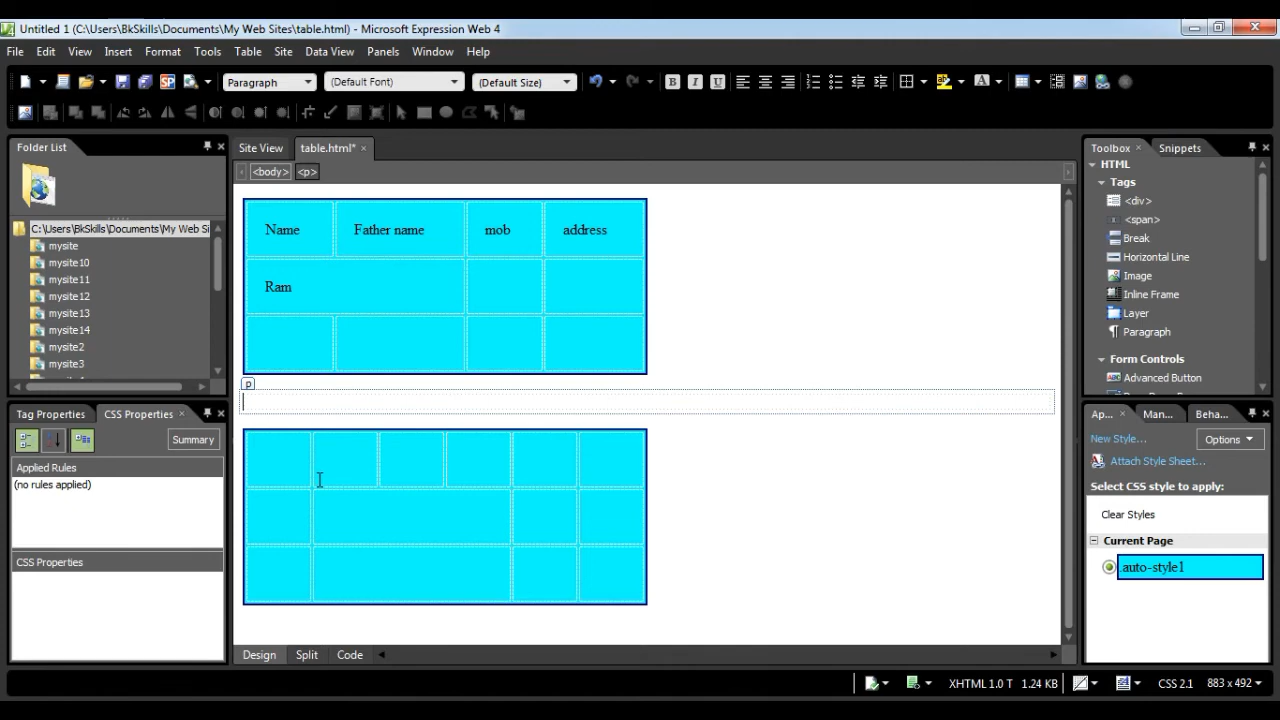 Untitled 1 (C:\Users\BkSkills\Documents\My Web Sites\table.html) - Microsoft Expression Web 4
File Edit View Insert Format Tools Table Site Data View Panels Window Help
Paragraph (Default Font) (Default Size)
Folder List
C:\Users\BkSkills\Documents\My Web Si
mysite
mysite10
mysite11
mysite12
mysite13
mysite14
mysite2
mysite3
Tag Properties CSS Properties
Summary
Applied Rules
(no rules applied)
CSS Properties
Site View table.html*
<body> <p>
Name Father name mob address
Ram
p
Design Split Code
Toolbox Snippets
HTML
Tags
<div>
<span>
Break
Horizontal Line
Image
Inline Frame
Layer
Paragraph
Form Controls
Advanced Button
Ap... Man... Beha...
New Style... Options
Attach Style Sheet...
Select CSS style to apply:
Clear Styles
Current Page
.auto-style1
XHTML 1.0 T 1.24 KB CSS 2.1 883 x 492